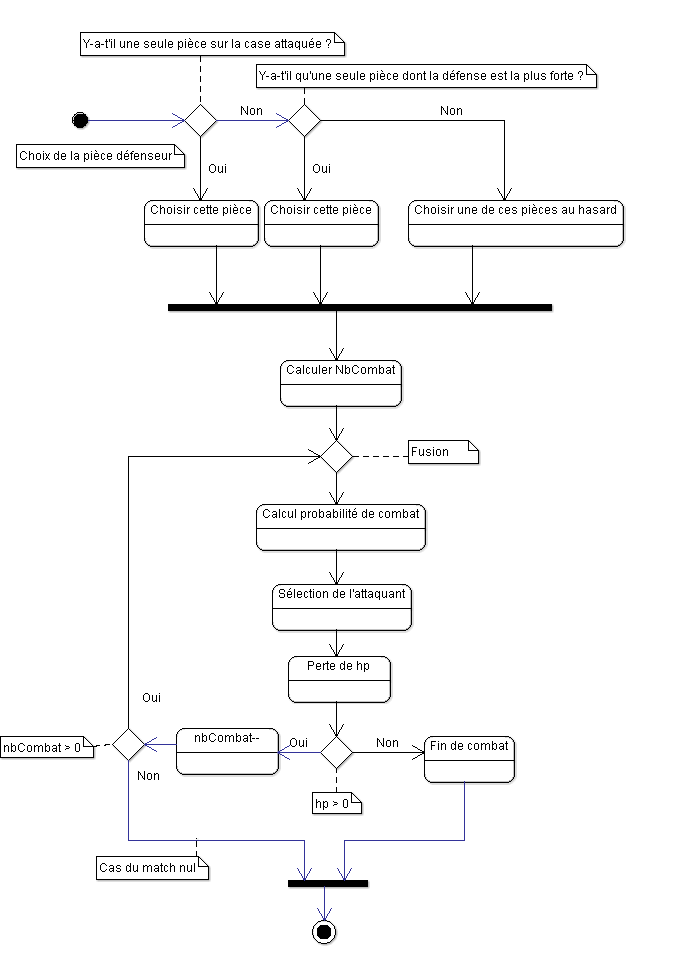 Y-a-t'il une seule pièce sur la case attaquée ?
Y-a-t'il qu'une seule pièce dont la défense est la plus forte ?
Non
Non
Choix de la pièce défenseur
Oui
Oui
Choisir cette pièce
Choisir cette pièce
Choisir une de ces pièces au hasard
Calculer NbCombat
Fusion
Calcul probabilité de combat
Sélection de l'attaquant
Perte de hp
Oui
nbCombat > 0
nbCombat--
Oui
Non
Fin de combat
Non
hp > 0
Cas du match nul